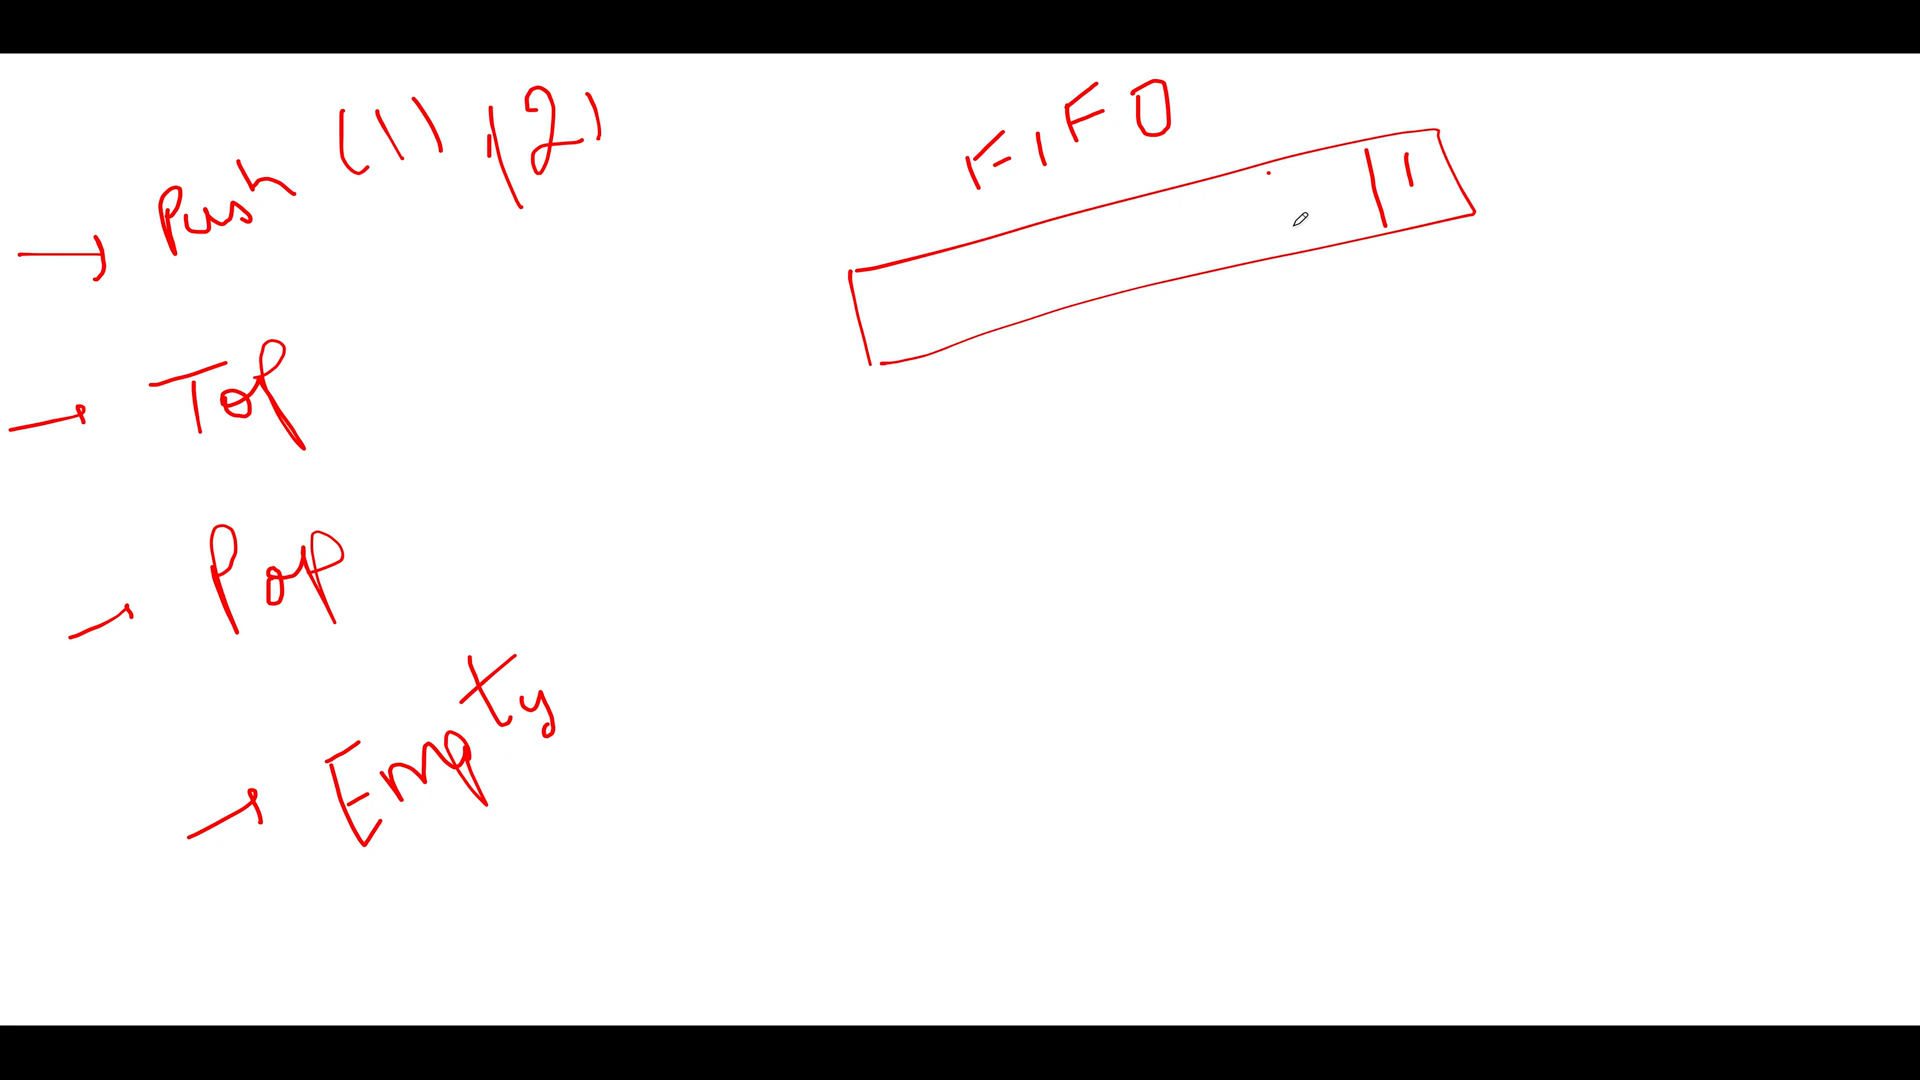 → Push (1), (2)
FIFO
1
→ Top
→ Pop
→ Empty